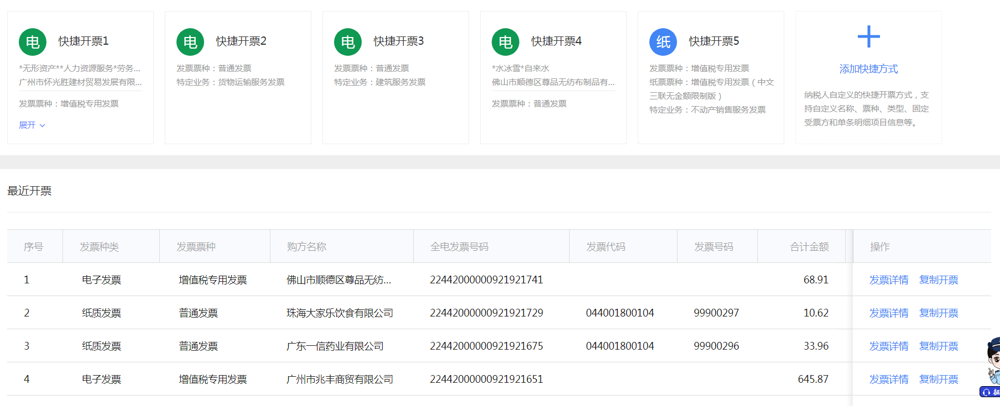 电 快捷开票1
*无形资产**人力资源服务*劳务...
广州市怀光胜建材贸易发展有限...
发票票种：增值税专用发票
展开
电 快捷开票2
发票票种：普通发票
特定业务：货物运输服务发票
电 快捷开票3
发票票种：普通发票
特定业务：建筑服务发票
电 快捷开票4
*水冰雪*自来水
佛山市顺德区尊品无纺布制品有...
发票票种：普通发票
纸 快捷开票5
发票票种：增值税专用发票
纸票票种：增值税专用发票（中文
三联无金额限制版）
特定业务：不动产销售服务发票
添加快捷方式
纳税人自定义的快捷开票方式，支
持自定义名称、票种、类型、固定
受票方和单条明细项目信息等。
最近开票
序号 发票种类 发票票种 购方名称 全电发票号码 发票代码 发票号码 合计金额 操作
1 电子发票 增值税专用发票 佛山市顺德区尊品无纺... 22442000000921921741 68.91 发票详情 复制开票
2 纸质发票 普通发票 珠海大家乐饮食有限公司 22442000000921921729 044001800104 99900297 10.62 发票详情 复制开票
3 纸质发票 普通发票 广东一信药业有限公司 22442000000921921675 044001800104 99900296 33.96 发票详情 复制开票
4 电子发票 增值税专用发票 广州市兆丰商贸有限公司 22442000000921921651 645.87 发票详情 复制开票
征